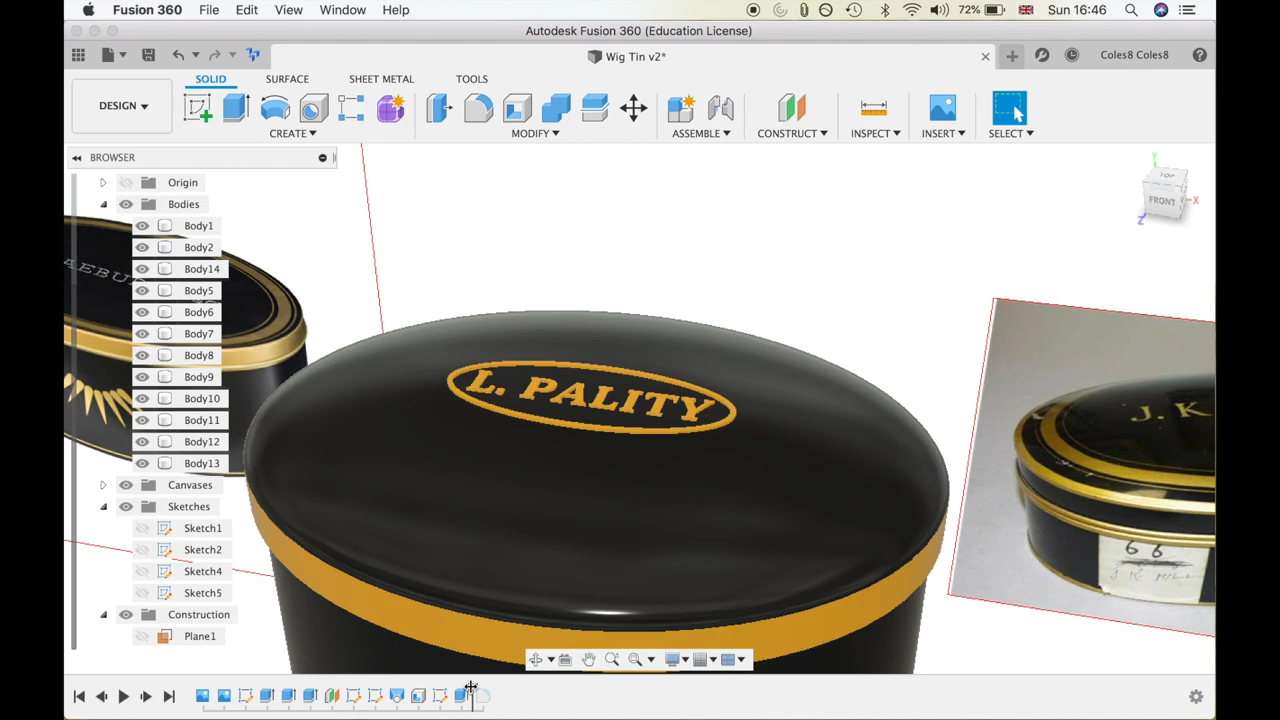 Fusion 360 File Edit View Window Help 72% Sun 16:46
Autodesk Fusion 360 (Education License)
Wig Tin v2* Coles8 Coles8
SOLID SURFACE SHEET METAL TOOLS
DESIGN
CREATE MODIFY ASSEMBLE CONSTRUCT INSPECT INSERT SELECT
BROWSER
Origin
Bodies
Body1
Body2
Body14
Body5
Body6
Body7
Body8
Body9
Body10
Body11
Body12
Body13
Canvases
Sketches
Sketch1
Sketch2
Sketch4
Sketch5
Construction
Plane1
TOP
FRONT
Y
X
Z
L. PALITY
J. K
6 6